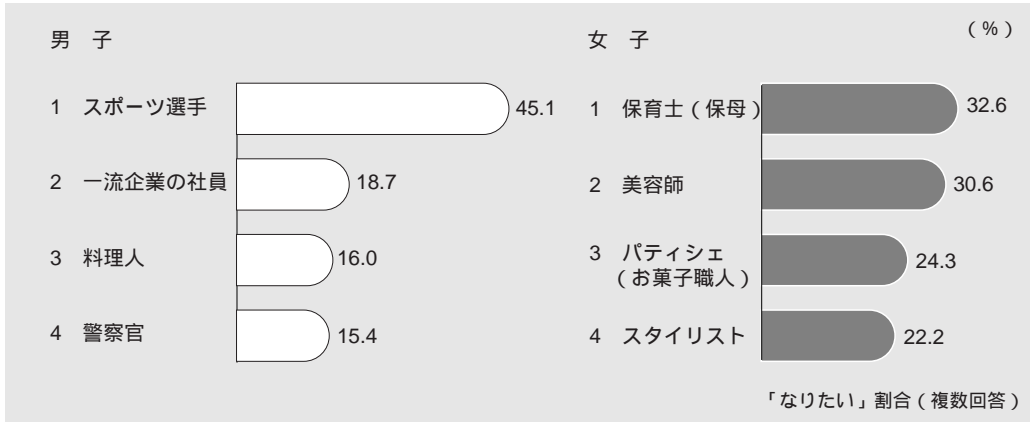 男 子
1 スポーツ選手 45.1
2 一流企業の社員 18.7
3 料理人 16.0
4 警察官 15.4
女 子
(%)
1 保育士(保母) 32.6
2 美容師 30.6
3 パティシェ
(お菓子職人) 24.3
4 スタイリスト 22.2
「なりたい」割合(複数回答)